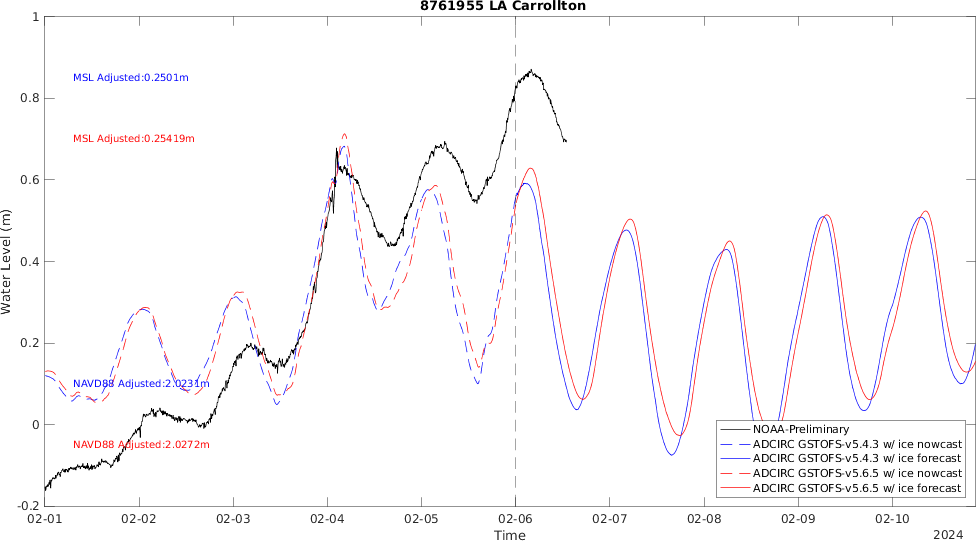 8761955 LA Carrollton
1
MSL Adjusted:0.2501m
0.8
MSL Adjusted:0.25419m
0.6
0.4
0.2
NAVD88 Adjusted:2.0231m
0
NAVD88 Adjusted:2.0272m
-0.2
Water Level (m)
NOAA-Preliminary
ADCIRC GSTOFS-v5.4.3 w/ ice nowcast
ADCIRC GSTOFS-v5.4.3 w/ ice forecast
ADCIRC GSTOFS-v5.6.5 w/ ice nowcast
ADCIRC GSTOFS-v5.6.5 w/ ice forecast
02-01 02-02 02-03 02-04 02-05 02-06 02-07 02-08 02-09 02-10
Time
2024